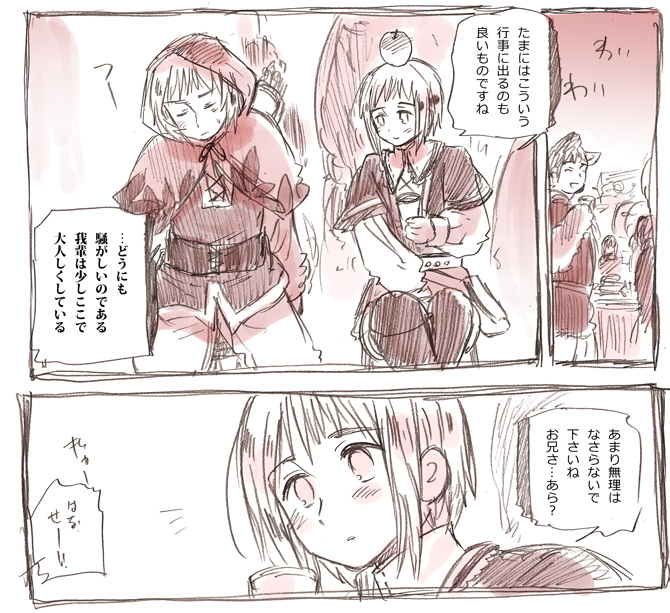 わい
わい
たまにはこういう
行事に出るのも
良いものですね
…どうにも
騒がしいのである
我輩は少しここで
大人しくしている
あまり無理は
なさらないで
下さいね
お兄さ…あら？
はな
せー!!